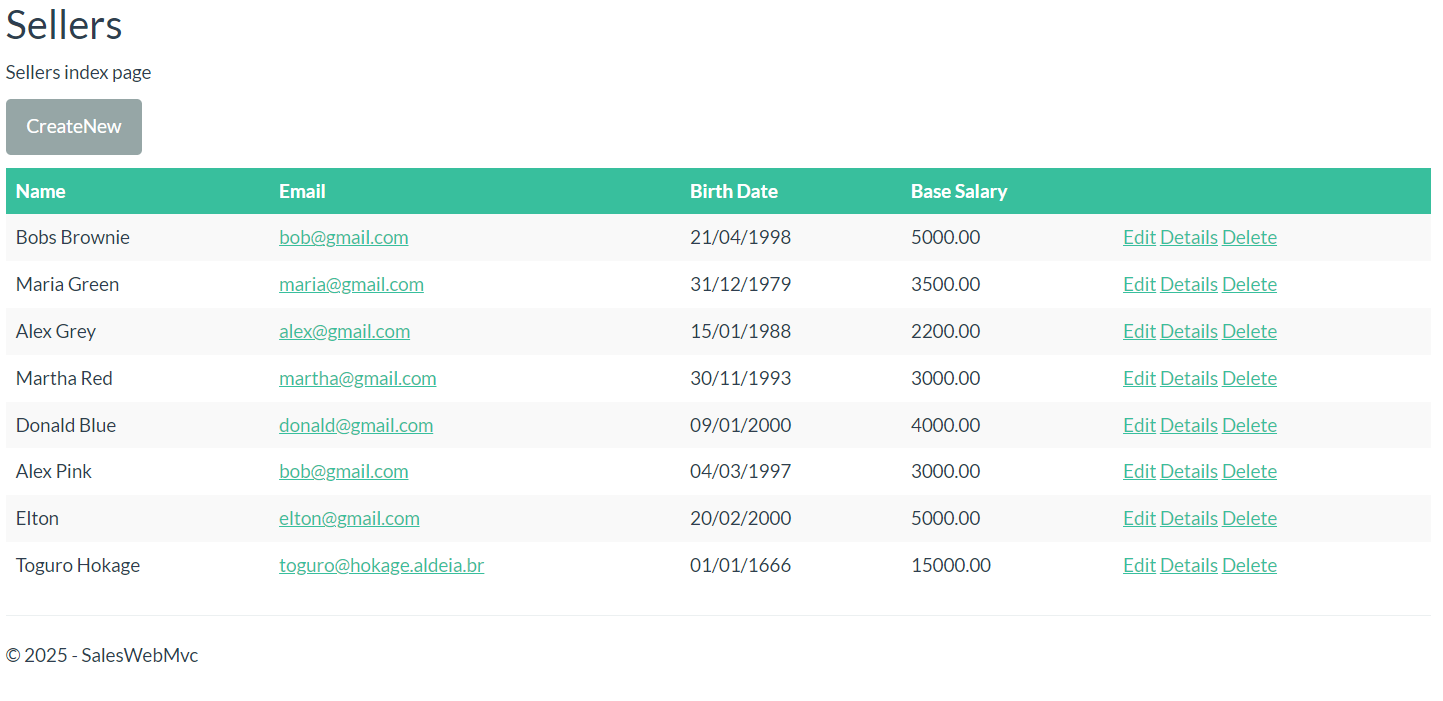 Sellers
Sellers index page
CreateNew
Name Email Birth Date Base Salary
Bobs Brownie bob@gmail.com 21/04/1998 5000.00 Edit Details Delete
Maria Green maria@gmail.com 31/12/1979 3500.00 Edit Details Delete
Alex Grey alex@gmail.com 15/01/1988 2200.00 Edit Details Delete
Martha Red martha@gmail.com 30/11/1993 3000.00 Edit Details Delete
Donald Blue donald@gmail.com 09/01/2000 4000.00 Edit Details Delete
Alex Pink bob@gmail.com 04/03/1997 3000.00 Edit Details Delete
Elton elton@gmail.com 20/02/2000 5000.00 Edit Details Delete
Toguro Hokage toguro@hokage.aldeia.br 01/01/1666 15000.00 Edit Details Delete
© 2025 - SalesWebMvc